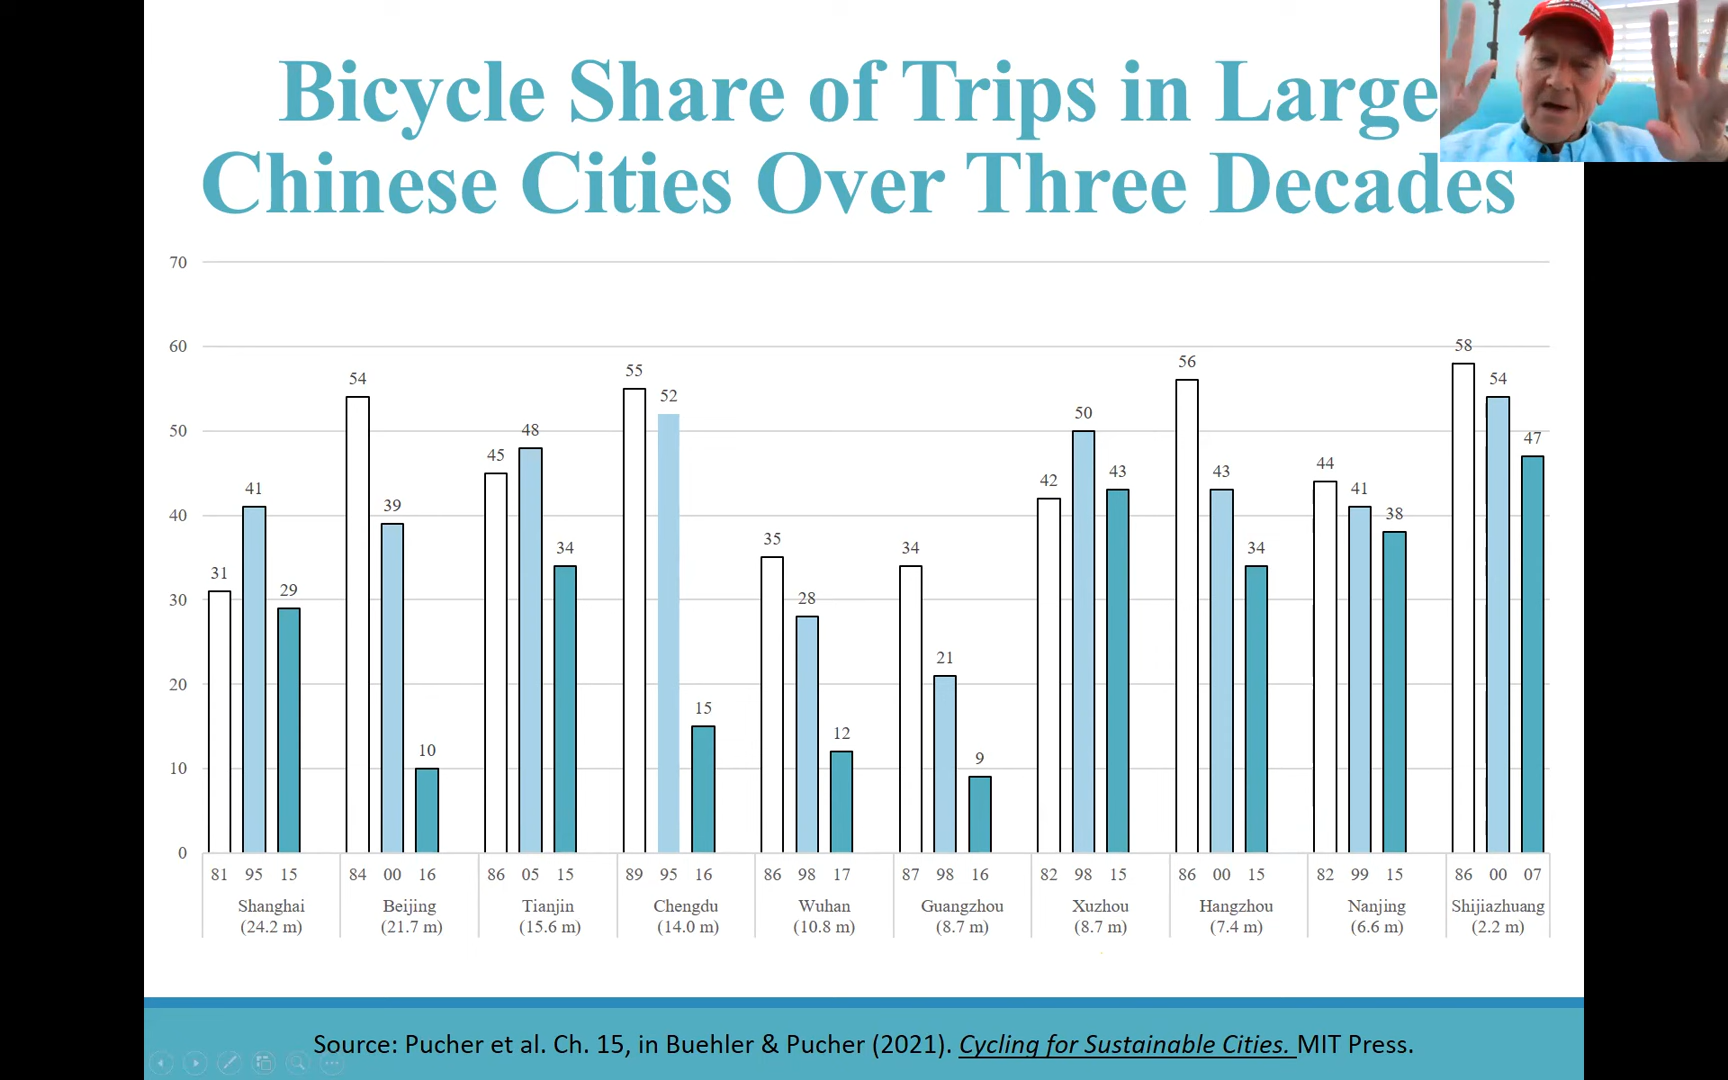 Bicycle Share of Trips in Large
Chinese Cities Over Three Decades
70
60
50
40
30
20
10
0
31 41 29
54 39 10
45 48 34
55 52 15
35 28 12
34 21 9
42 50 43
56 43 34
44 41 38
58 54 47
81 95 15
84 00 16
86 05 15
89 95 16
86 98 17
87 98 16
82 98 15
86 00 15
82 99 15
86 00 07
Shanghai
(24.2 m)
Beijing
(21.7 m)
Tianjin
(15.6 m)
Chengdu
(14.0 m)
Wuhan
(10.8 m)
Guangzhou
(8.7 m)
Xuzhou
(8.7 m)
Hangzhou
(7.4 m)
Nanjing
(6.6 m)
Shijiazhuang
(2.2 m)
Source: Pucher et al. Ch. 15, in Buehler & Pucher (2021). Cycling for Sustainable Cities. MIT Press.